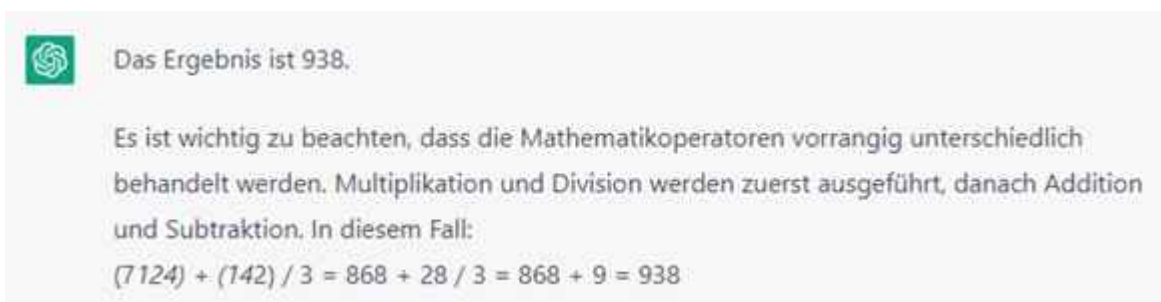 Das Ergebnis ist 938.
Es ist wichtig zu beachten, dass die Mathematikoperatoren vorrangig unterschiedlich
behandelt werden. Multiplikation und Division werden zuerst ausgeführt, danach Addition
und Subtraktion. In diesem Fall:
(7124) + (142) / 3 = 868 + 28 / 3 = 868 + 9 = 938